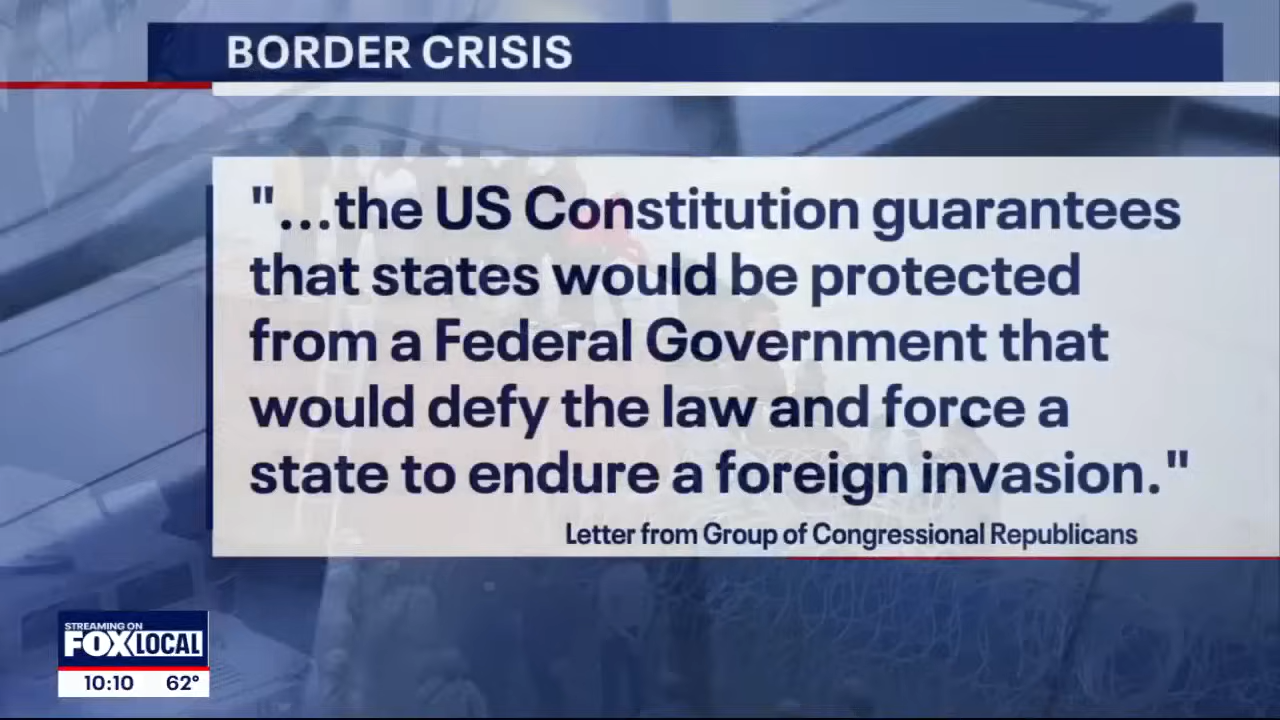 BORDER CRISIS
"...the US Constitution guarantees
that states would be protected
from a Federal Government that
would defy the law and force a
state to endure a foreign invasion."
Letter from Group of Congressional Republicans
STREAMING ON
FOX LOCAL
10:10 62°